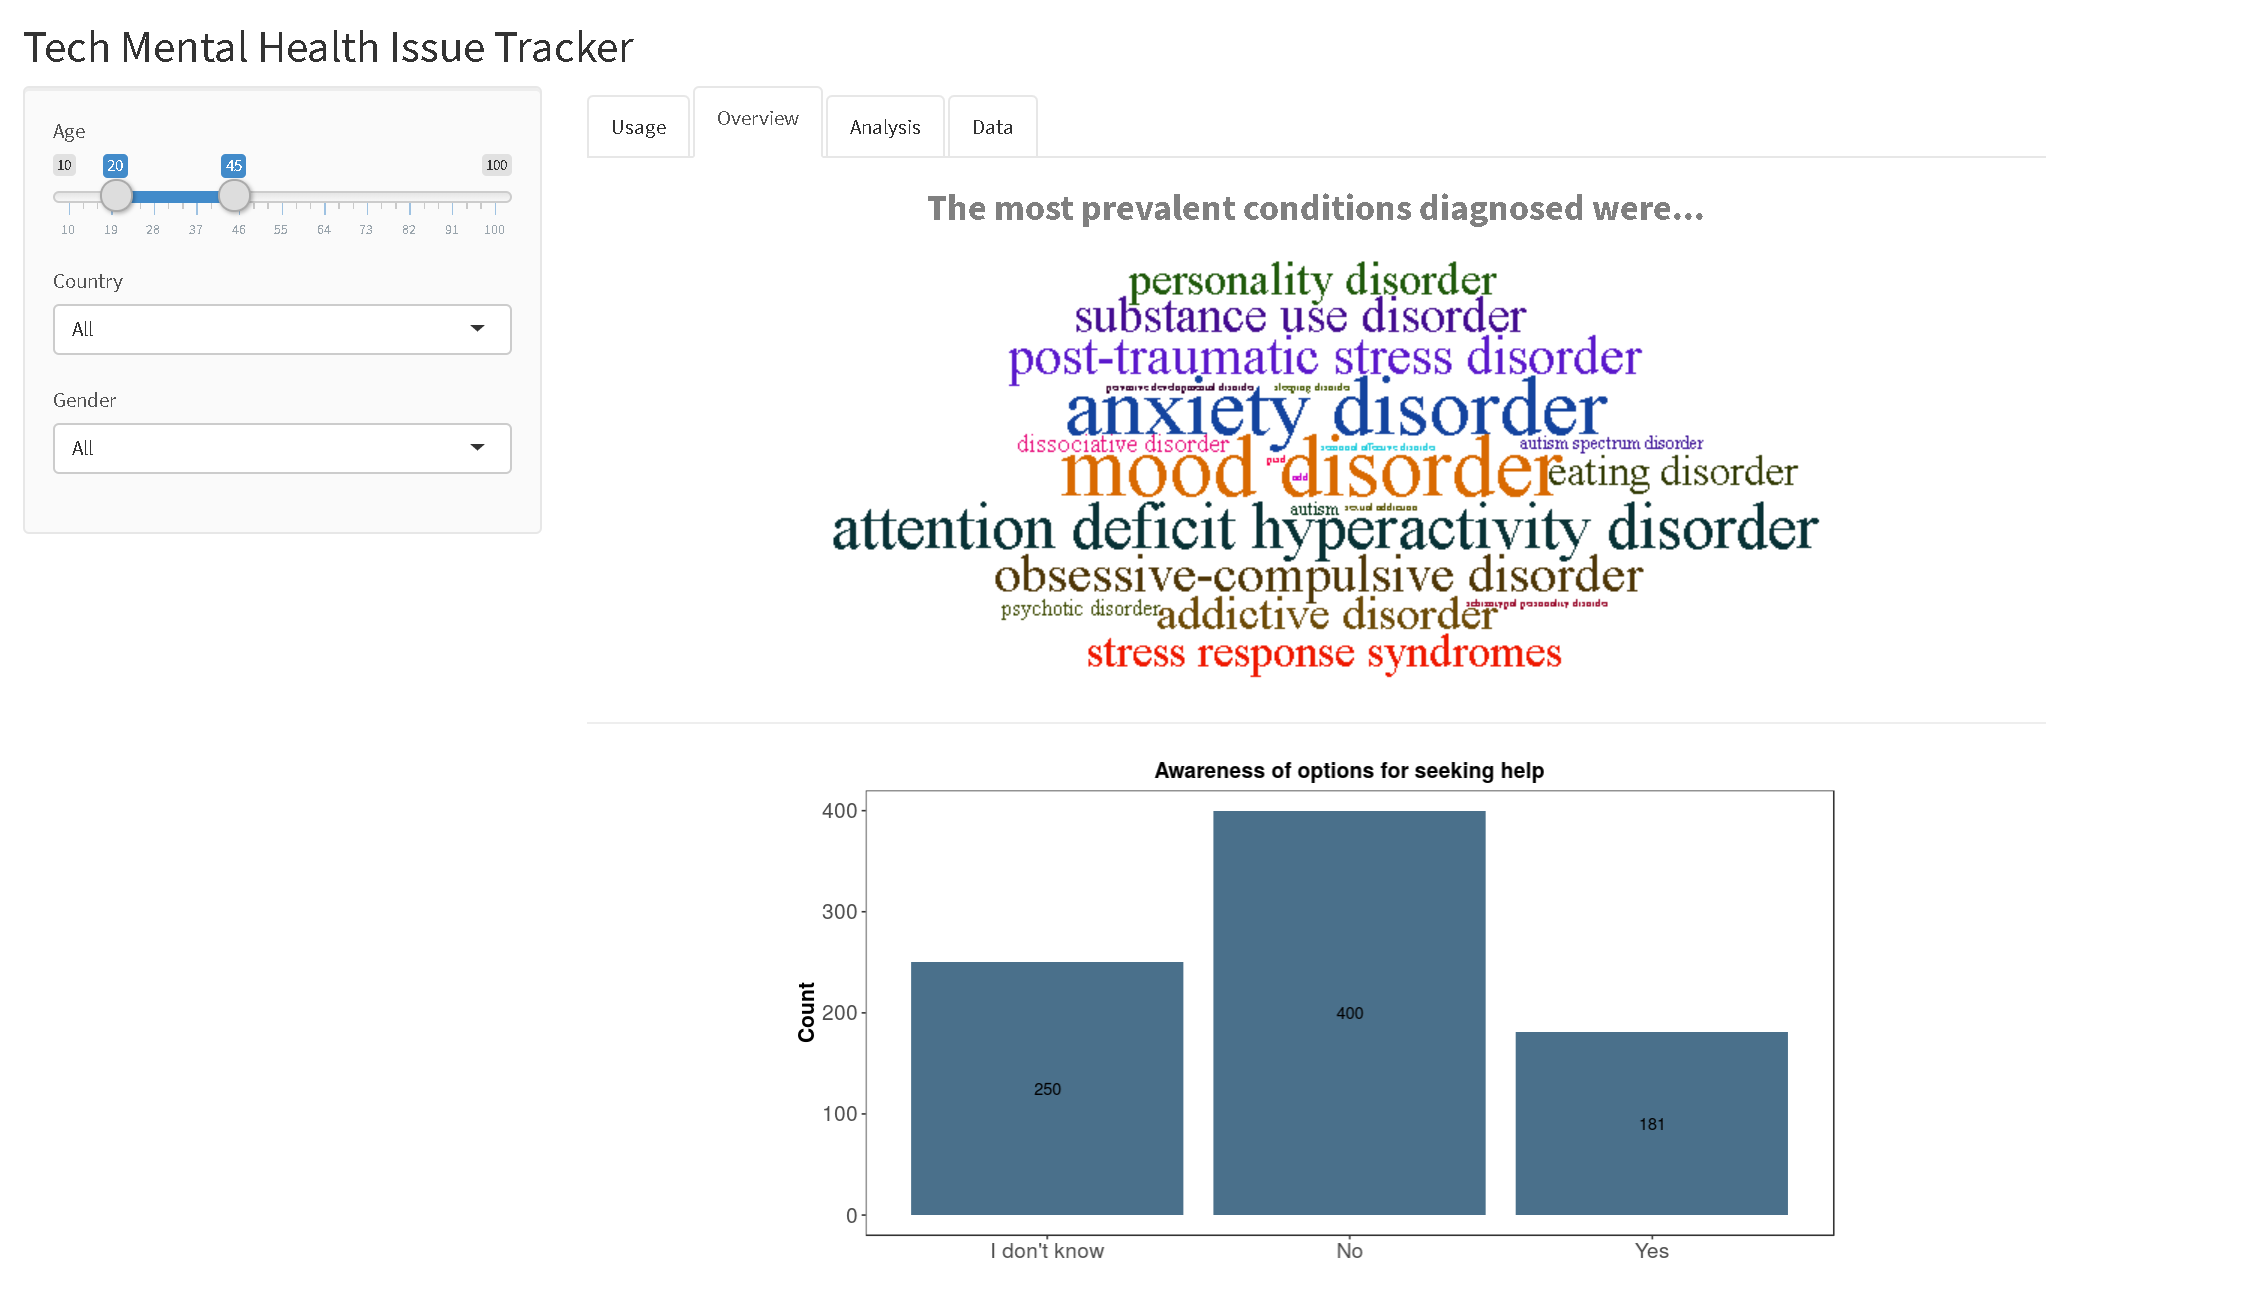 Tech Mental Health Issue Tracker
Age
10 20 45 100
10 19 28 37 46 55 64 73 82 91 100
Country
All
Gender
All
Usage Overview Analysis Data
The most prevalent conditions diagnosed were...
personality disorder
substance use disorder
post-traumatic stress disorder
pervasive developmental disorder sleeping disorder
anxiety disorder
dissociative disorder seasonal affective disorder autism spectrum disorder
mood disorder eating disorder
ptsd
add
autism sexual addiction
attention deficit hyperactivity disorder
obsessive-compulsive disorder
psychotic disorder addictive disorder schizotypal personality disorder
stress response syndromes
Awareness of options for seeking help
Count
400
300
200
100
0
250
400
181
I don't know No Yes